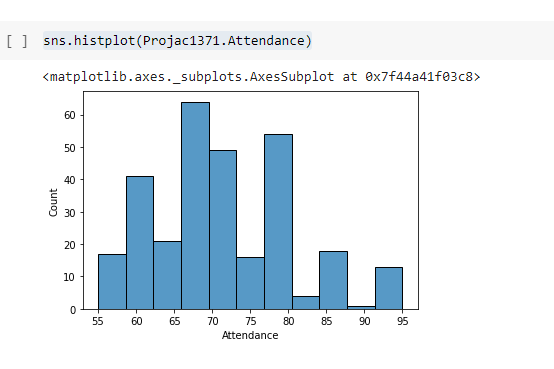 [ ] sns.histplot(Projac1371.Attendance)
<matplotlib.axes._subplots.AxesSubplot at 0x7f44a41f03c8>
60
50
40
30
20
10
0
Count
55 60 65 70 75 80 85 90 95
Attendance